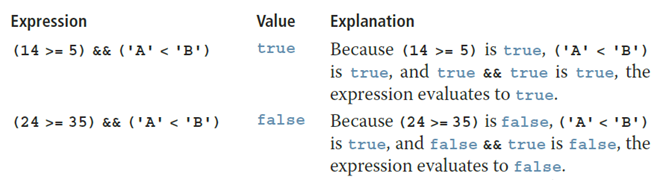 Expression Value Explanation
(14 >= 5) && ('A' < 'B') true Because (14 >= 5) is true, ('A' < 'B')
is true, and true && true is true, the
expression evaluates to true.
(24 >= 35) && ('A' < 'B') false Because (24 >= 35) is false, ('A' < 'B')
is true, and false && true is false, the
expression evaluates to false.